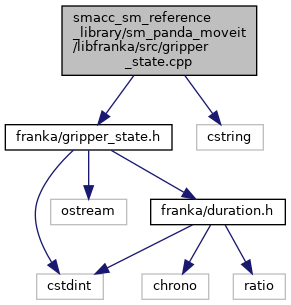 smacc_sm_reference
_library/sm_panda_moveit
/libfranka/src/gripper
_state.cpp
franka/gripper_state.h
cstring
ostream
franka/duration.h
cstdint
chrono
ratio